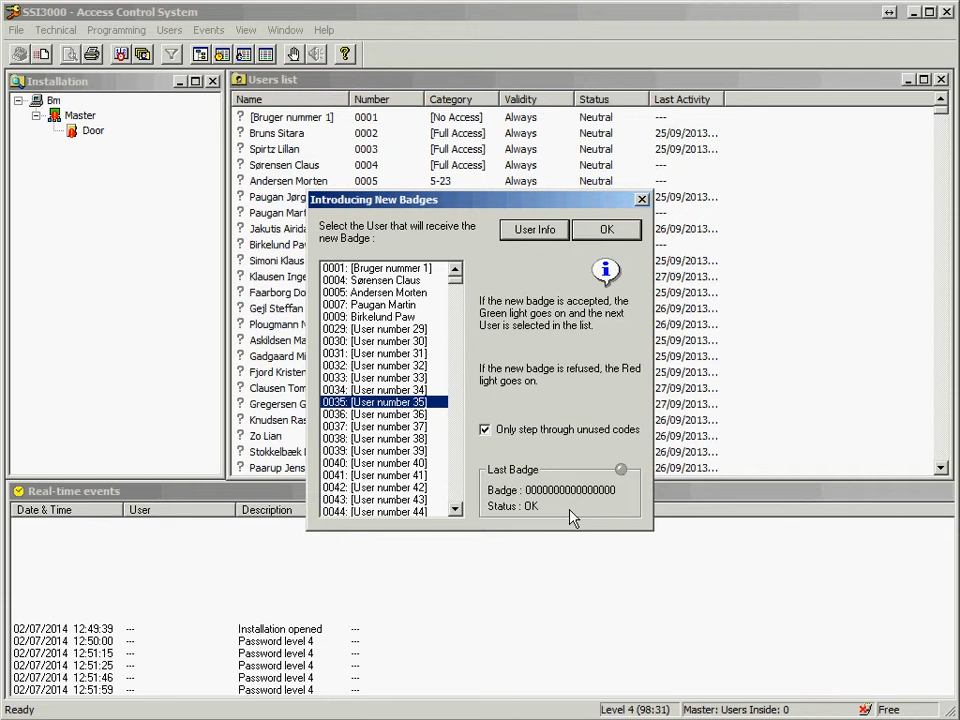 SSI3000 - Access Control System
File Technical Programming Users Events View Window Help
Installation
Bm
Master
Door
Users list
Name Number Category Validity Status Last Activity
? [Bruger nummer 1] 0001 [No Access] Always Neutral ---
? Bruns Sitara 0002 [Full Access] Always Neutral 25/09/2013...
? Spirtz Lillan 0003 [Full Access] Always Neutral 25/09/2013...
? Sørensen Claus 0004 [Full Access] Always Neutral ---
? Andersen Morten 0005 5-23 Always Neutral 25/09/2013...
? Paugan Jørg 25/09/2013...
? Paugan Mart ---
? Jakutis Airida 26/09/2013...
? Birkelund Pa ---
? Simoni Klaus 25/09/2013...
? Klausen Inge 26/09/2013...
? Faarborg Do 26/09/2013...
? Gejl Steffan 26/09/2013...
? Plougmann 26/09/2013...
? Askildsen Ma 26/09/2013...
? Gadgaard Mi 25/09/2013...
? Fjord Kristen 25/09/2013...
? Clausen Tom 27/09/2013...
? Gregersen G 27/09/2013...
? Knudsen Ras 26/09/2013...
? Zo Lian 26/09/2013...
? Stokkelbæk 26/09/2013...
? Paarup Jens 26/09/2013...
Introducing New Badges
Select the User that will receive the
new Badge :
User Info OK
0001: [Bruger nummer 1]
0004: Sørensen Claus
0005: Andersen Morten
0007: Paugan Martin
0009: Birkelund Paw
0029: [User number 29]
0030: [User number 30]
0031: [User number 31]
0032: [User number 32]
0033: [User number 33]
0034: [User number 34]
0035: [User number 35]
0036: [User number 36]
0037: [User number 37]
0038: [User number 38]
0039: [User number 39]
0040: [User number 40]
0041: [User number 41]
0042: [User number 42]
0043: [User number 43]
0044: [User number 44]
If the new badge is accepted, the
Green light goes on and the next
User is selected in the list.
If the new badge is refused, the Red
light goes on.
Only step through unused codes
Last Badge
Badge : 0000000000000000
Status : OK
Real-time events
Date & Time User Description
02/07/2014 12:49:39 --- Installation opened ---
02/07/2014 12:50:00 --- Password level 4 ---
02/07/2014 12:51:15 --- Password level 4 ---
02/07/2014 12:51:25 --- Password level 4 ---
02/07/2014 12:51:46 --- Password level 4 ---
02/07/2014 12:51:59 --- Password level 4 ---
Ready Level 4 (98:31) Master: Users Inside: 0 Free